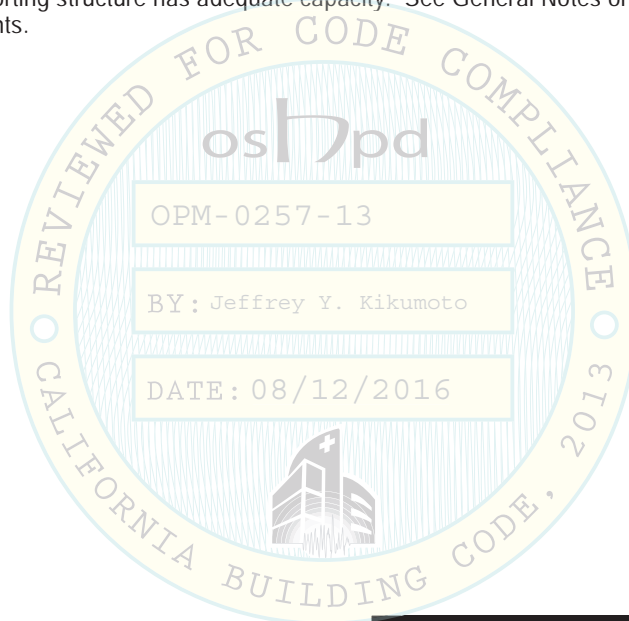 orting structure has adequate capacity. See General Notes on
nts.
REVIEWED FOR CODE COMPLIANCE
oshpd
OPM-0257-13
BY: Jeffrey Y. Kikumoto
DATE: 08/12/2016
CALIFORNIA BUILDING CODE, 2013